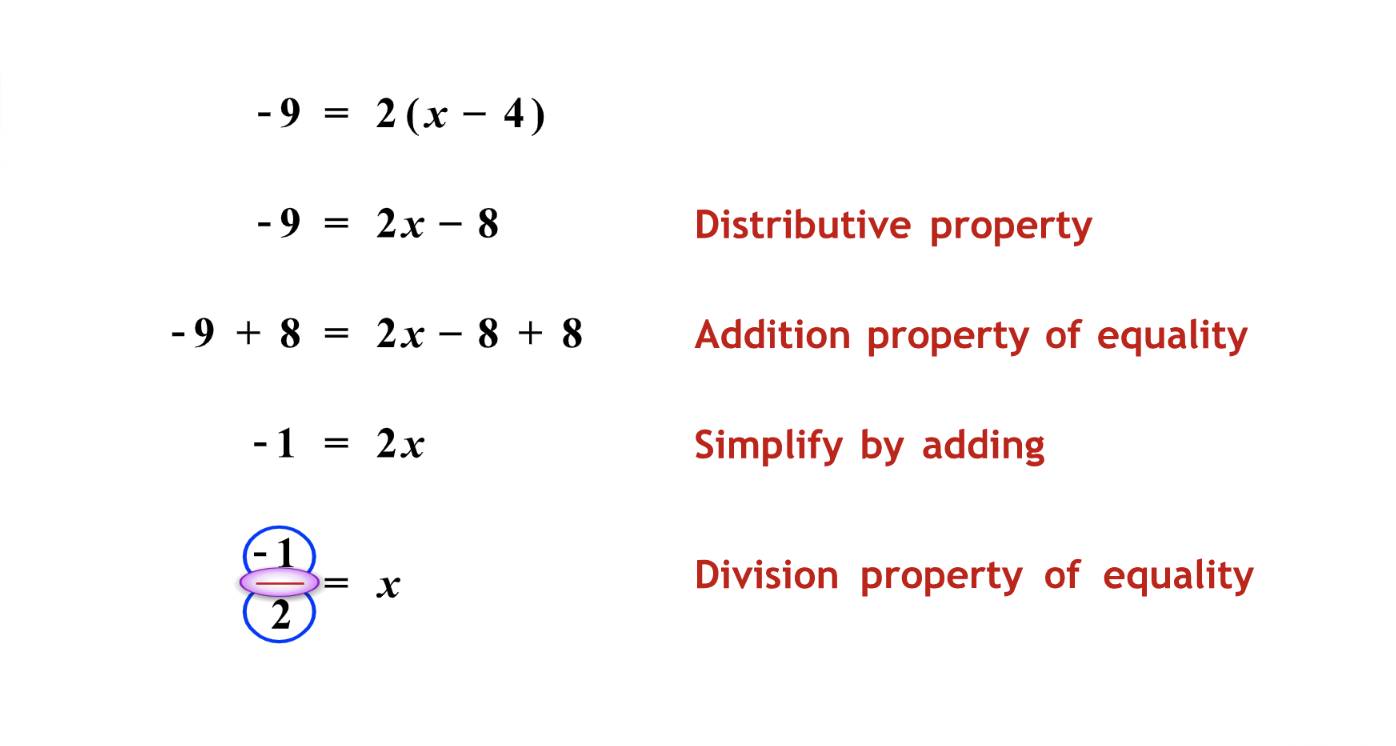 -9 = 2(x − 4)
-9 = 2x − 8 Distributive property
-9 + 8 = 2x − 8 + 8 Addition property of equality
-1 = 2x Simplify by adding
-1
2
= x Division property of equality